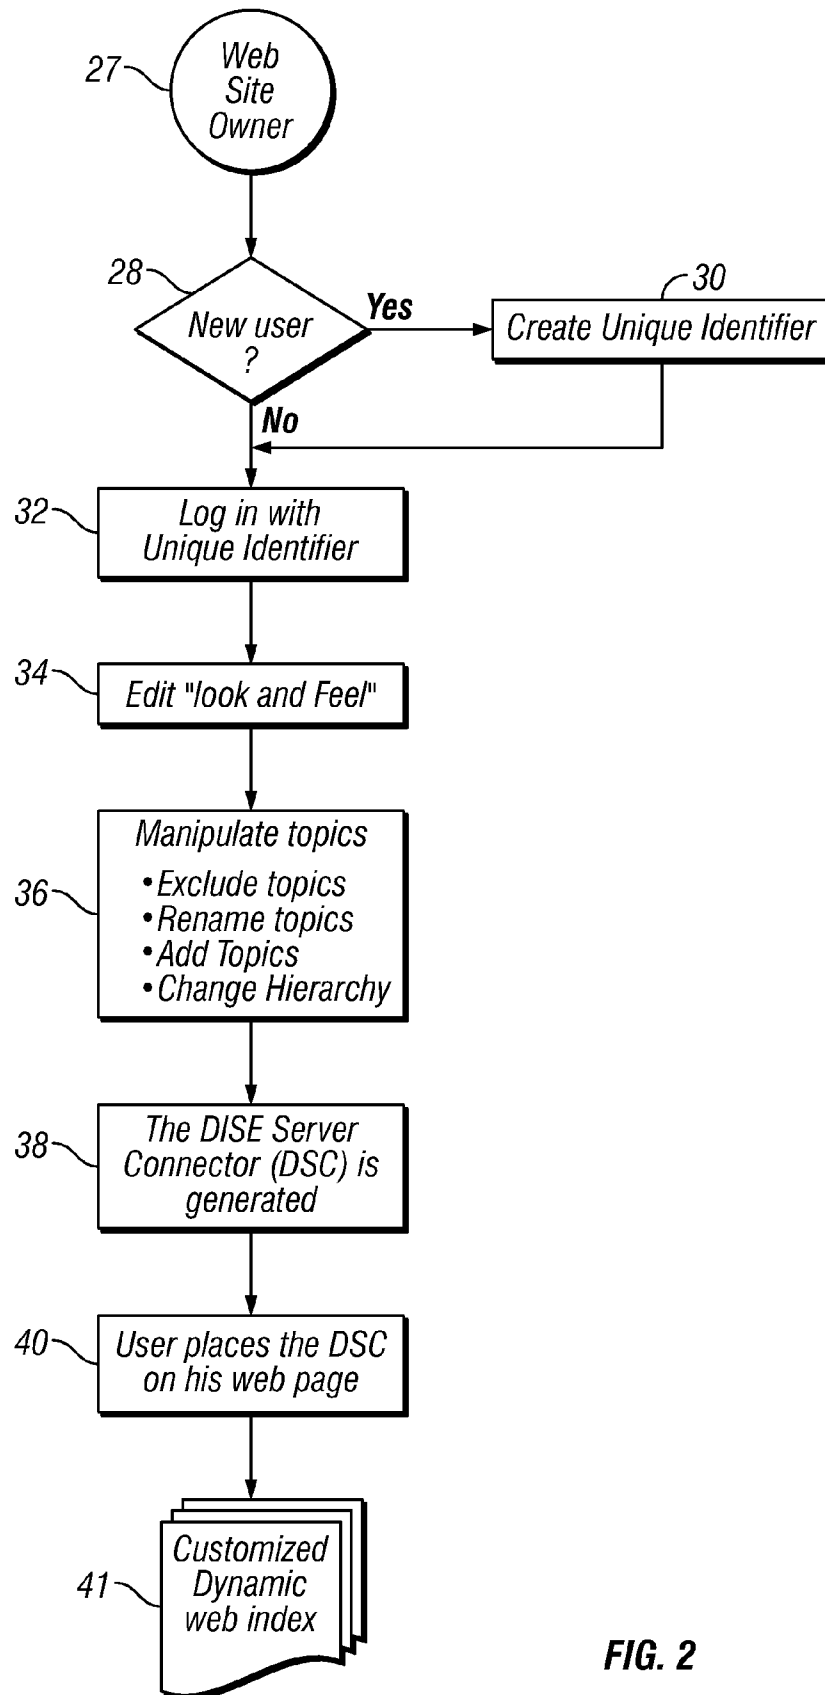 27
Web
Site
Owner
28
New user
?
Yes
30
Create Unique Identifier
No
32
Log in with
Unique Identifier
34
Edit "look and Feel"
36
Manipulate topics
•Exclude topics
•Rename topics
•Add Topics
•Change Hierarchy
38
The DISE Server
Connector (DSC) is
generated
40
User places the DSC
on his web page
41
Customized
Dynamic
web index
FIG. 2